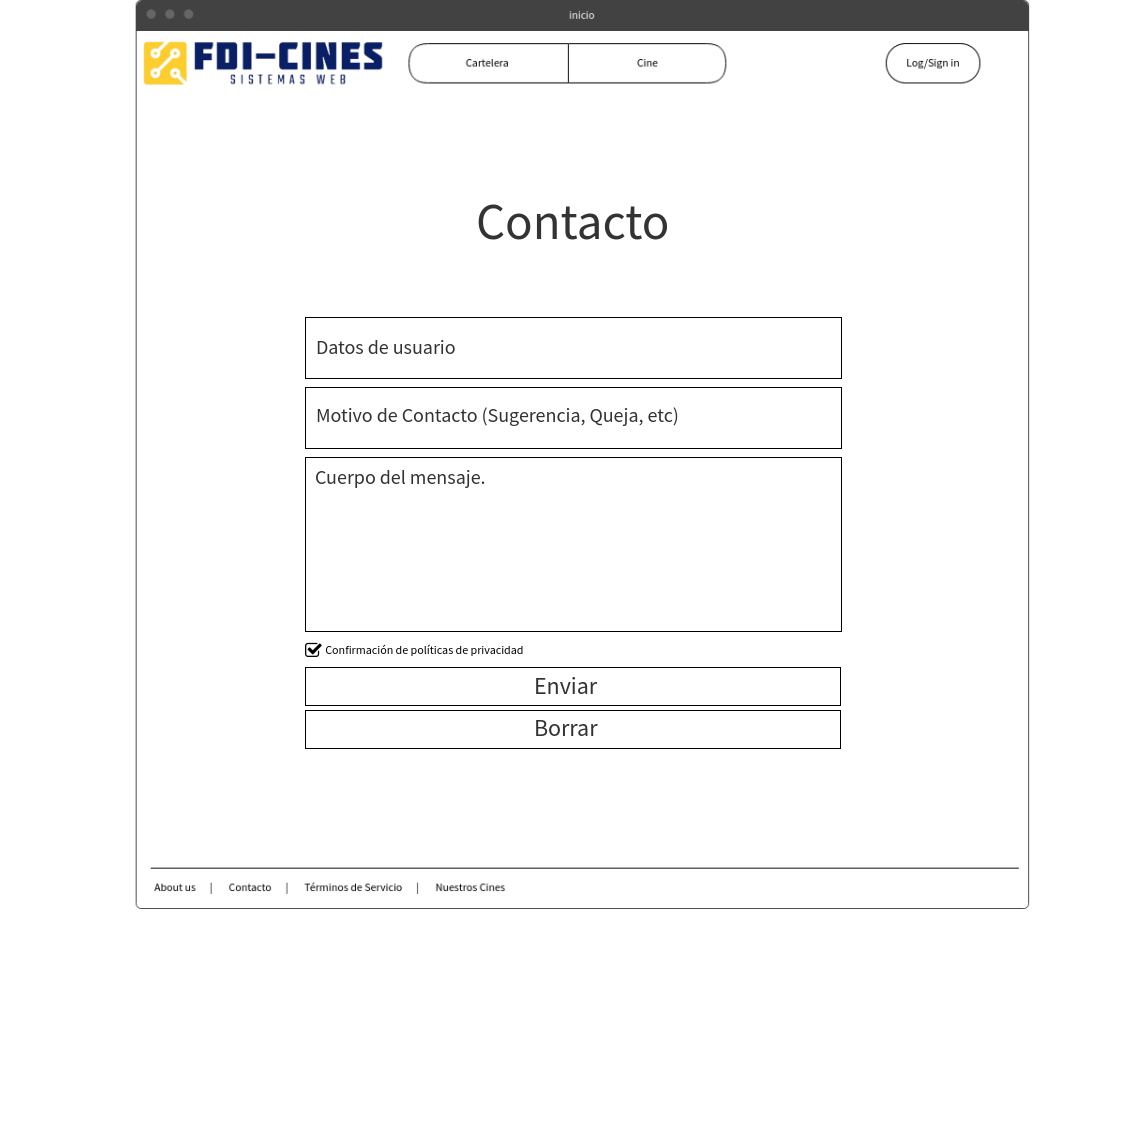 inicio
FDI-CINES
SISTEMAS WEB
Cartelera
Cine
Log/Sign in
Contacto
Datos de usuario
Motivo de Contacto (Sugerencia, Queja, etc)
Cuerpo del mensaje.
Confirmación de políticas de privacidad
Enviar
Borrar
About us | Contacto | Términos de Servicio | Nuestros Cines